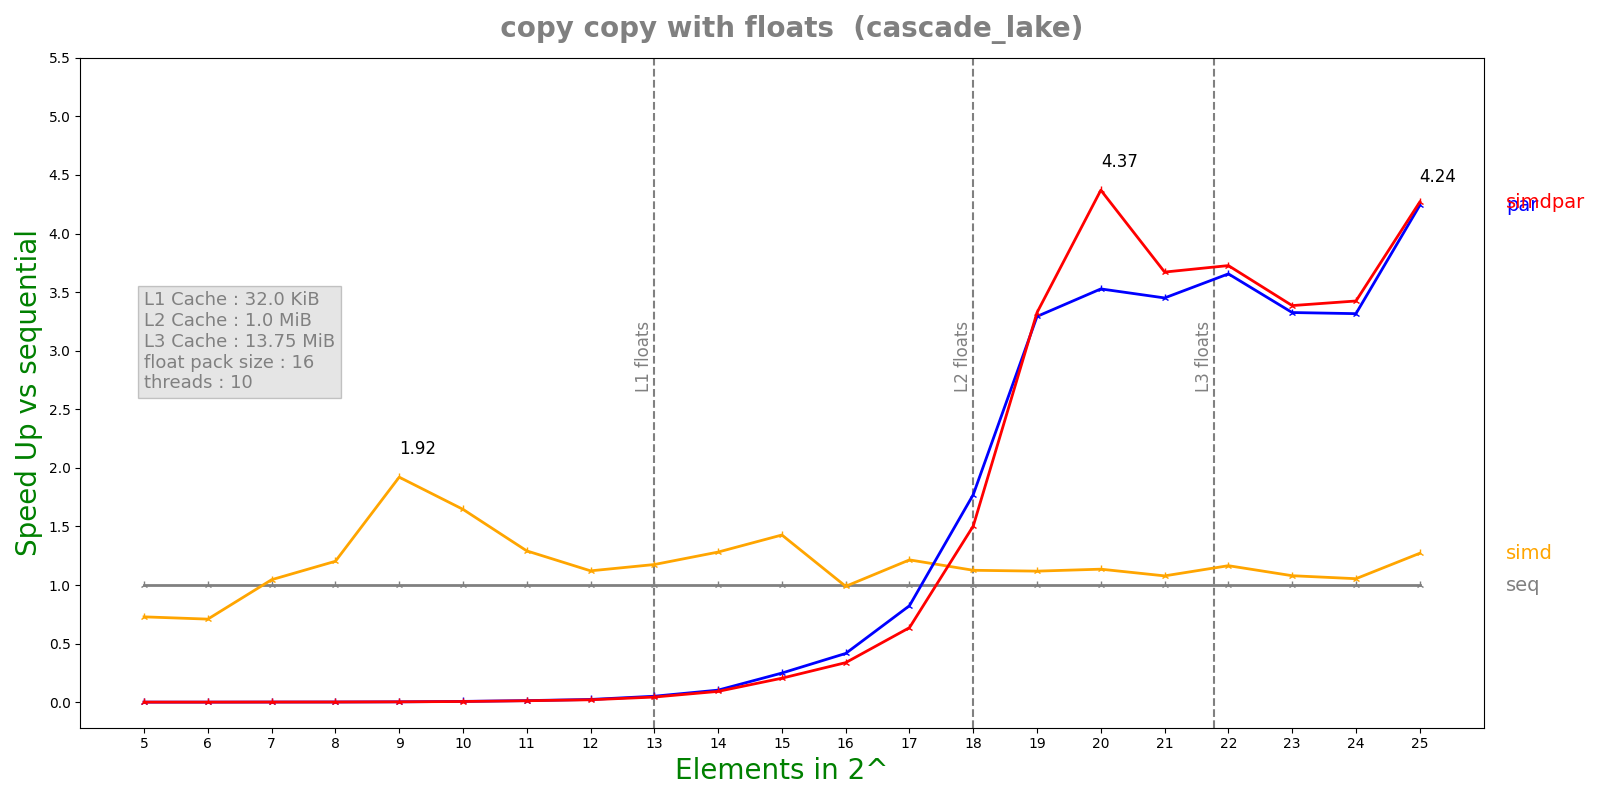 copy copy with floats (cascade_lake)
Speed Up vs sequential
5.5
5.0
4.5
4.0
3.5
3.0
2.5
2.0
1.5
1.0
0.5
0.0
L1 Cache : 32.0 KiB
L2 Cache : 1.0 MiB
L3 Cache : 13.75 MiB
float pack size : 16
threads : 10
1.92
4.37
4.24
L1 floats
L2 floats
L3 floats
simdpar
par
simd
seq
5 6 7 8 9 10 11 12 13 14 15 16 17 18 19 20 21 22 23 24 25
Elements in 2^